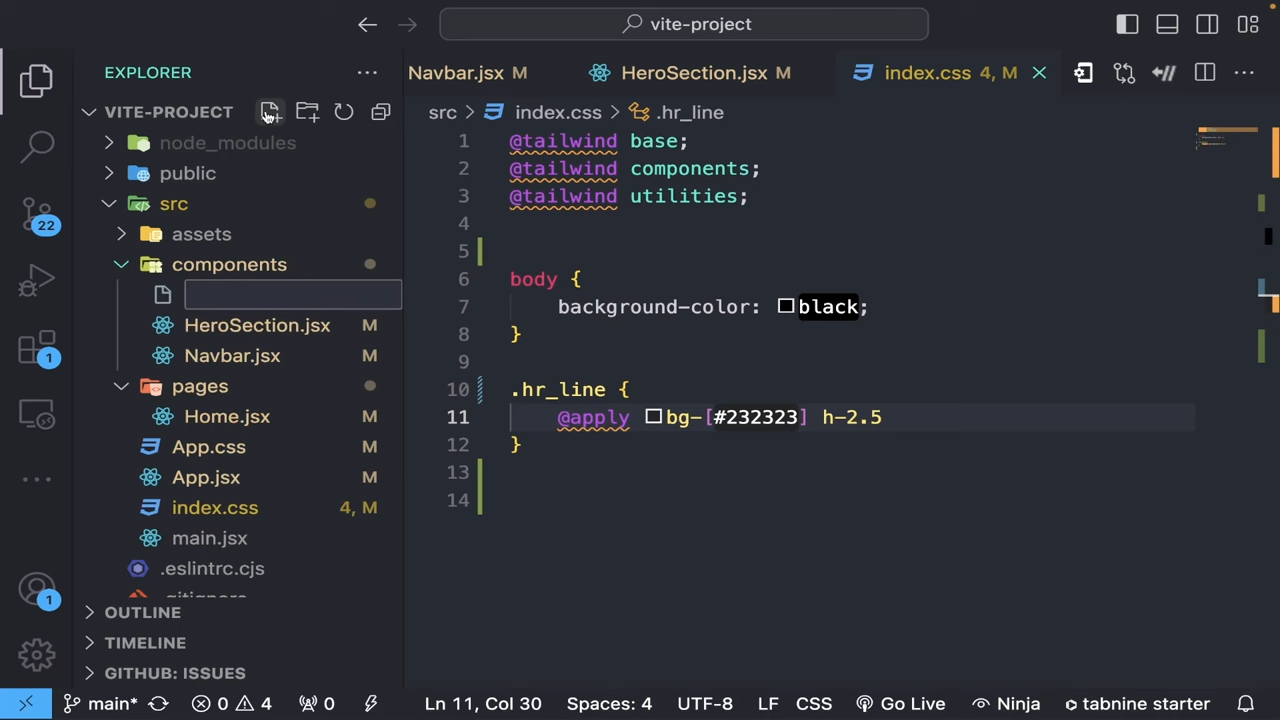 vite-project
EXPLORER
VITE-PROJECT
node_modules
public
src
assets
components
HeroSection.jsx M
Navbar.jsx M
pages
Home.jsx M
App.css M
App.jsx M
index.css 4, M
main.jsx
.eslintrc.cjs
.gitignore
OUTLINE
TIMELINE
GITHUB: ISSUES
22
1
1
Navbar.jsx M
HeroSection.jsx M
index.css 4, M
src > index.css > .hr_line
1 @tailwind base;
2 @tailwind components;
3 @tailwind utilities;
4
5
6 body {
7 background-color: black;
8 }
9
10 .hr_line {
11 @apply bg-[#232323] h-2.5
12 }
13
14
main* 0 4 0 Ln 11, Col 30 Spaces: 4 UTF-8 LF CSS Go Live Ninja tabnine starter